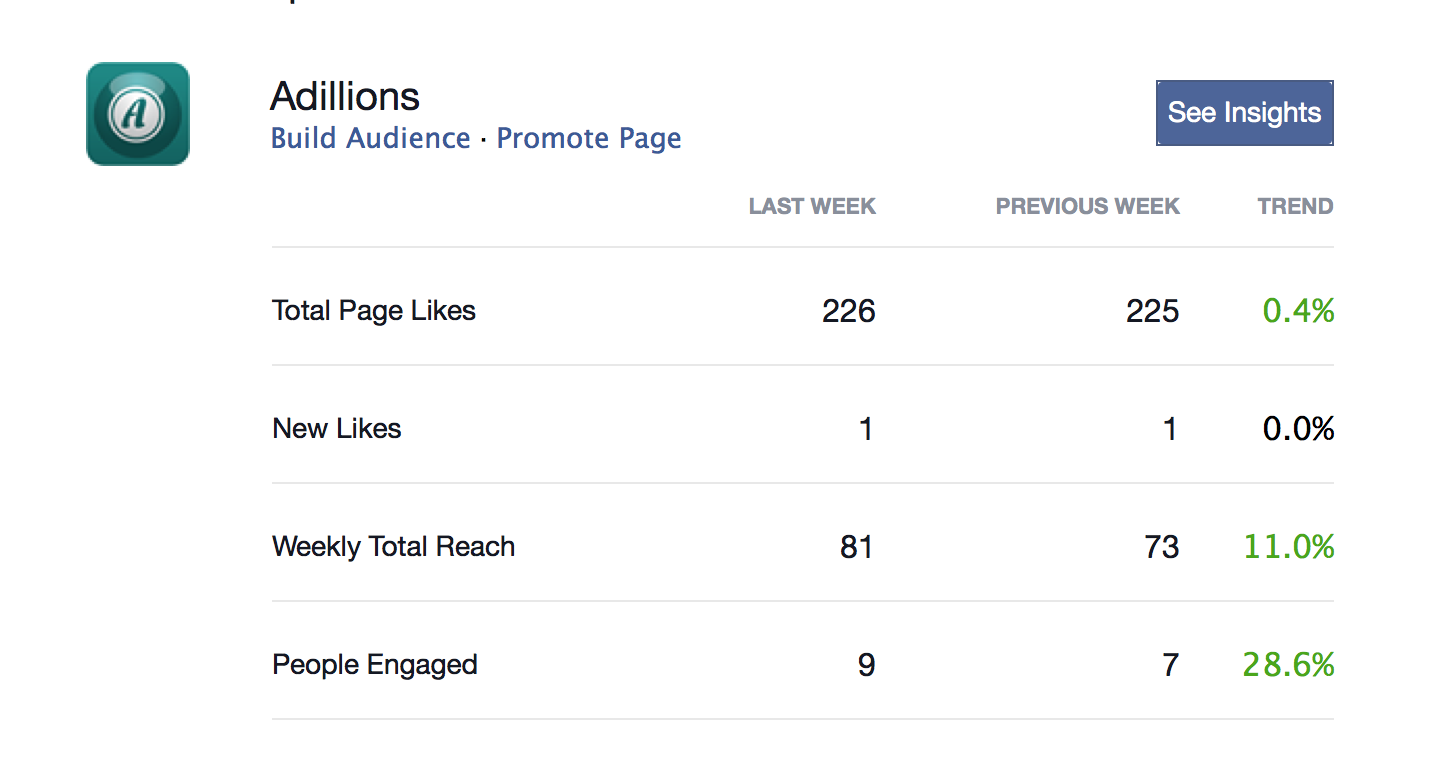 Adillions
Build Audience · Promote Page
See Insights
A
LAST WEEK PREVIOUS WEEK TREND
Total Page Likes 226 225 0.4%
New Likes 1 1 0.0%
Weekly Total Reach 81 73 11.0%
People Engaged 9 7 28.6%